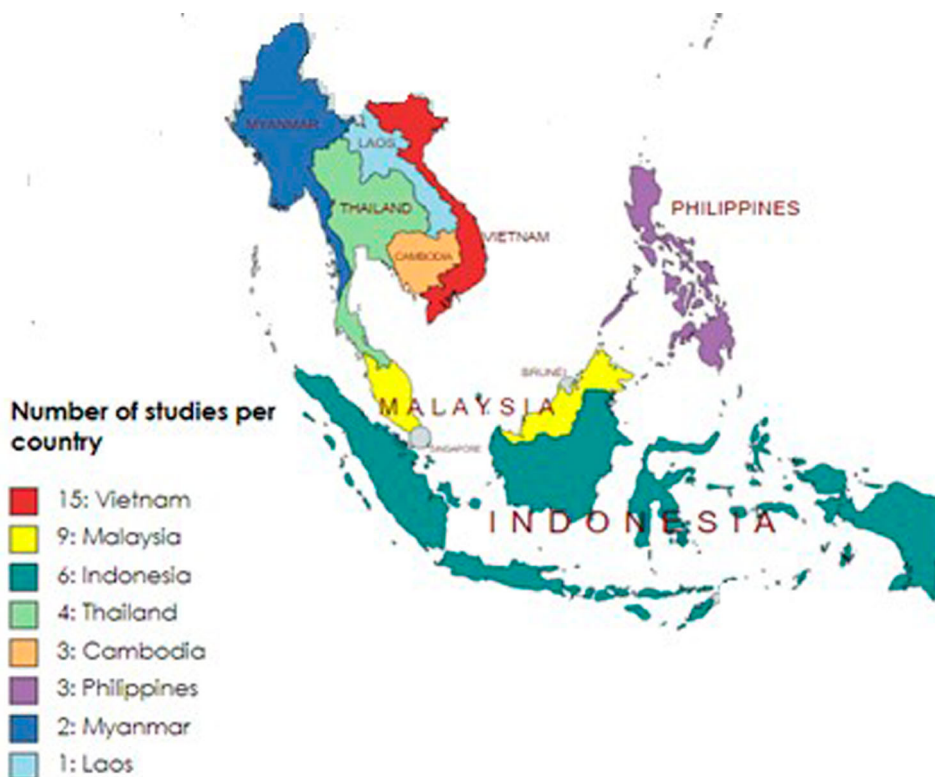 MYANMAR
LAOS
THAILAND
PHILIPPINES
VIETNAM
CAMBODIA
BRUNEI
MALAYSIA
SINGAPORE
INDONESIA
Number of studies per
country
15: Vietnam
9: Malaysia
6: Indonesia
4: Thailand
3: Cambodia
3: Philippines
2: Myanmar
1: Laos